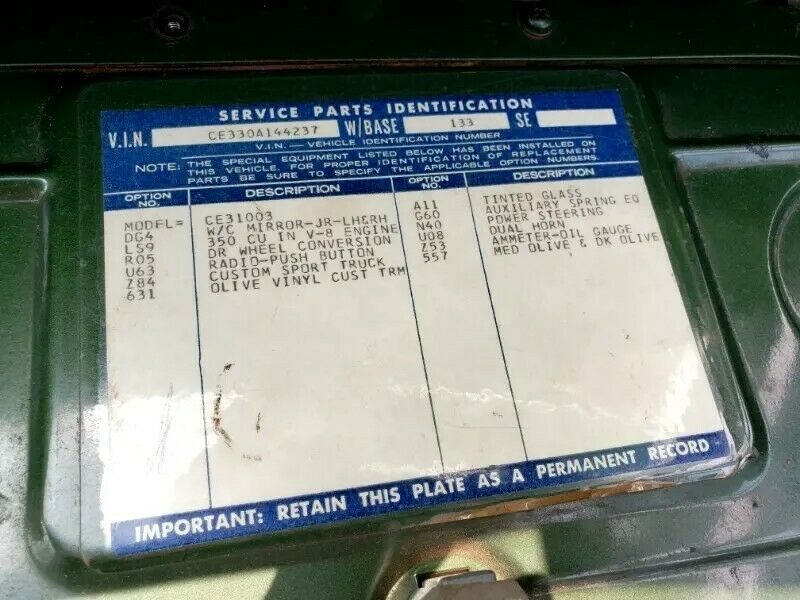 SERVICE PARTS IDENTIFICATION
V.I.N. CE330A144237 W/BASE 133 SE
V.I.N. — VEHICLE IDENTIFICATION NUMBER
NOTE: THE SPECIAL EQUIPMENT LISTED BELOW HAS BEEN INSTALLED ON
THIS VEHICLE. FOR PROPER IDENTIFICATION OF REPLACEMENT
PARTS BE SURE TO SPECIFY THE APPLICABLE OPTION NUMBERS.
OPTION NO. DESCRIPTION OPTION NO. DESCRIPTION
MODEL= CE31003 A11 TINTED GLASS
DG4 W/C MIRROR-JR-LH&RH G60 AUXILIARY SPRING EQ
LS9 350 CU IN V-8 ENGINE N40 POWER STEERING
R05 DR WHEEL CONVERSION U08 DUAL HORN
U63 RADIO-PUSH BUTTON Z53 AMMETER-OIL GAUGE
Z84 CUSTOM SPORT TRUCK 557 MED OLIVE & DK OLIVE
631 OLIVE VINYL CUST TRM
IMPORTANT: RETAIN THIS PLATE AS A PERMANENT RECORD